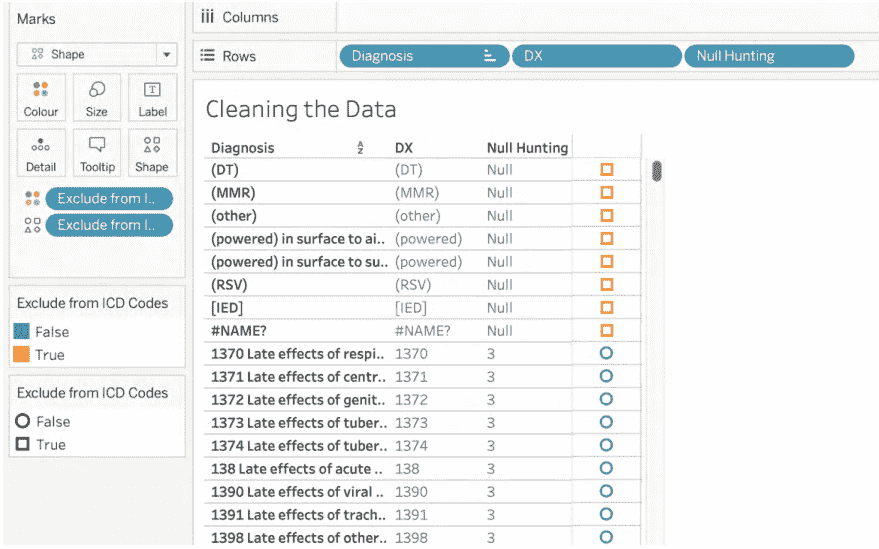 Marks
Shape
Colour Size Label
Detail Tooltip Shape
Exclude from I..
Exclude from I..
Exclude from ICD Codes
False
True
Exclude from ICD Codes
False
True
Columns
Rows Diagnosis DX Null Hunting
Cleaning the Data
Diagnosis DX Null Hunting
(DT) (DT) Null
(MMR) (MMR) Null
(other) (other) Null
(powered) in surface to ai.. (powered) Null
(powered) in surface to su.. (powered) Null
(RSV) (RSV) Null
[IED] [IED] Null
#NAME? #NAME? Null
1370 Late effects of respi.. 1370 3
1371 Late effects of centr.. 1371 3
1372 Late effects of genit.. 1372 3
1373 Late effects of tuber.. 1373 3
1374 Late effects of tuber.. 1374 3
138 Late effects of acute .. 138 3
1390 Late effects of viral .. 1390 3
1391 Late effects of trach.. 1391 3
1398 Late effects of other.. 1398 3